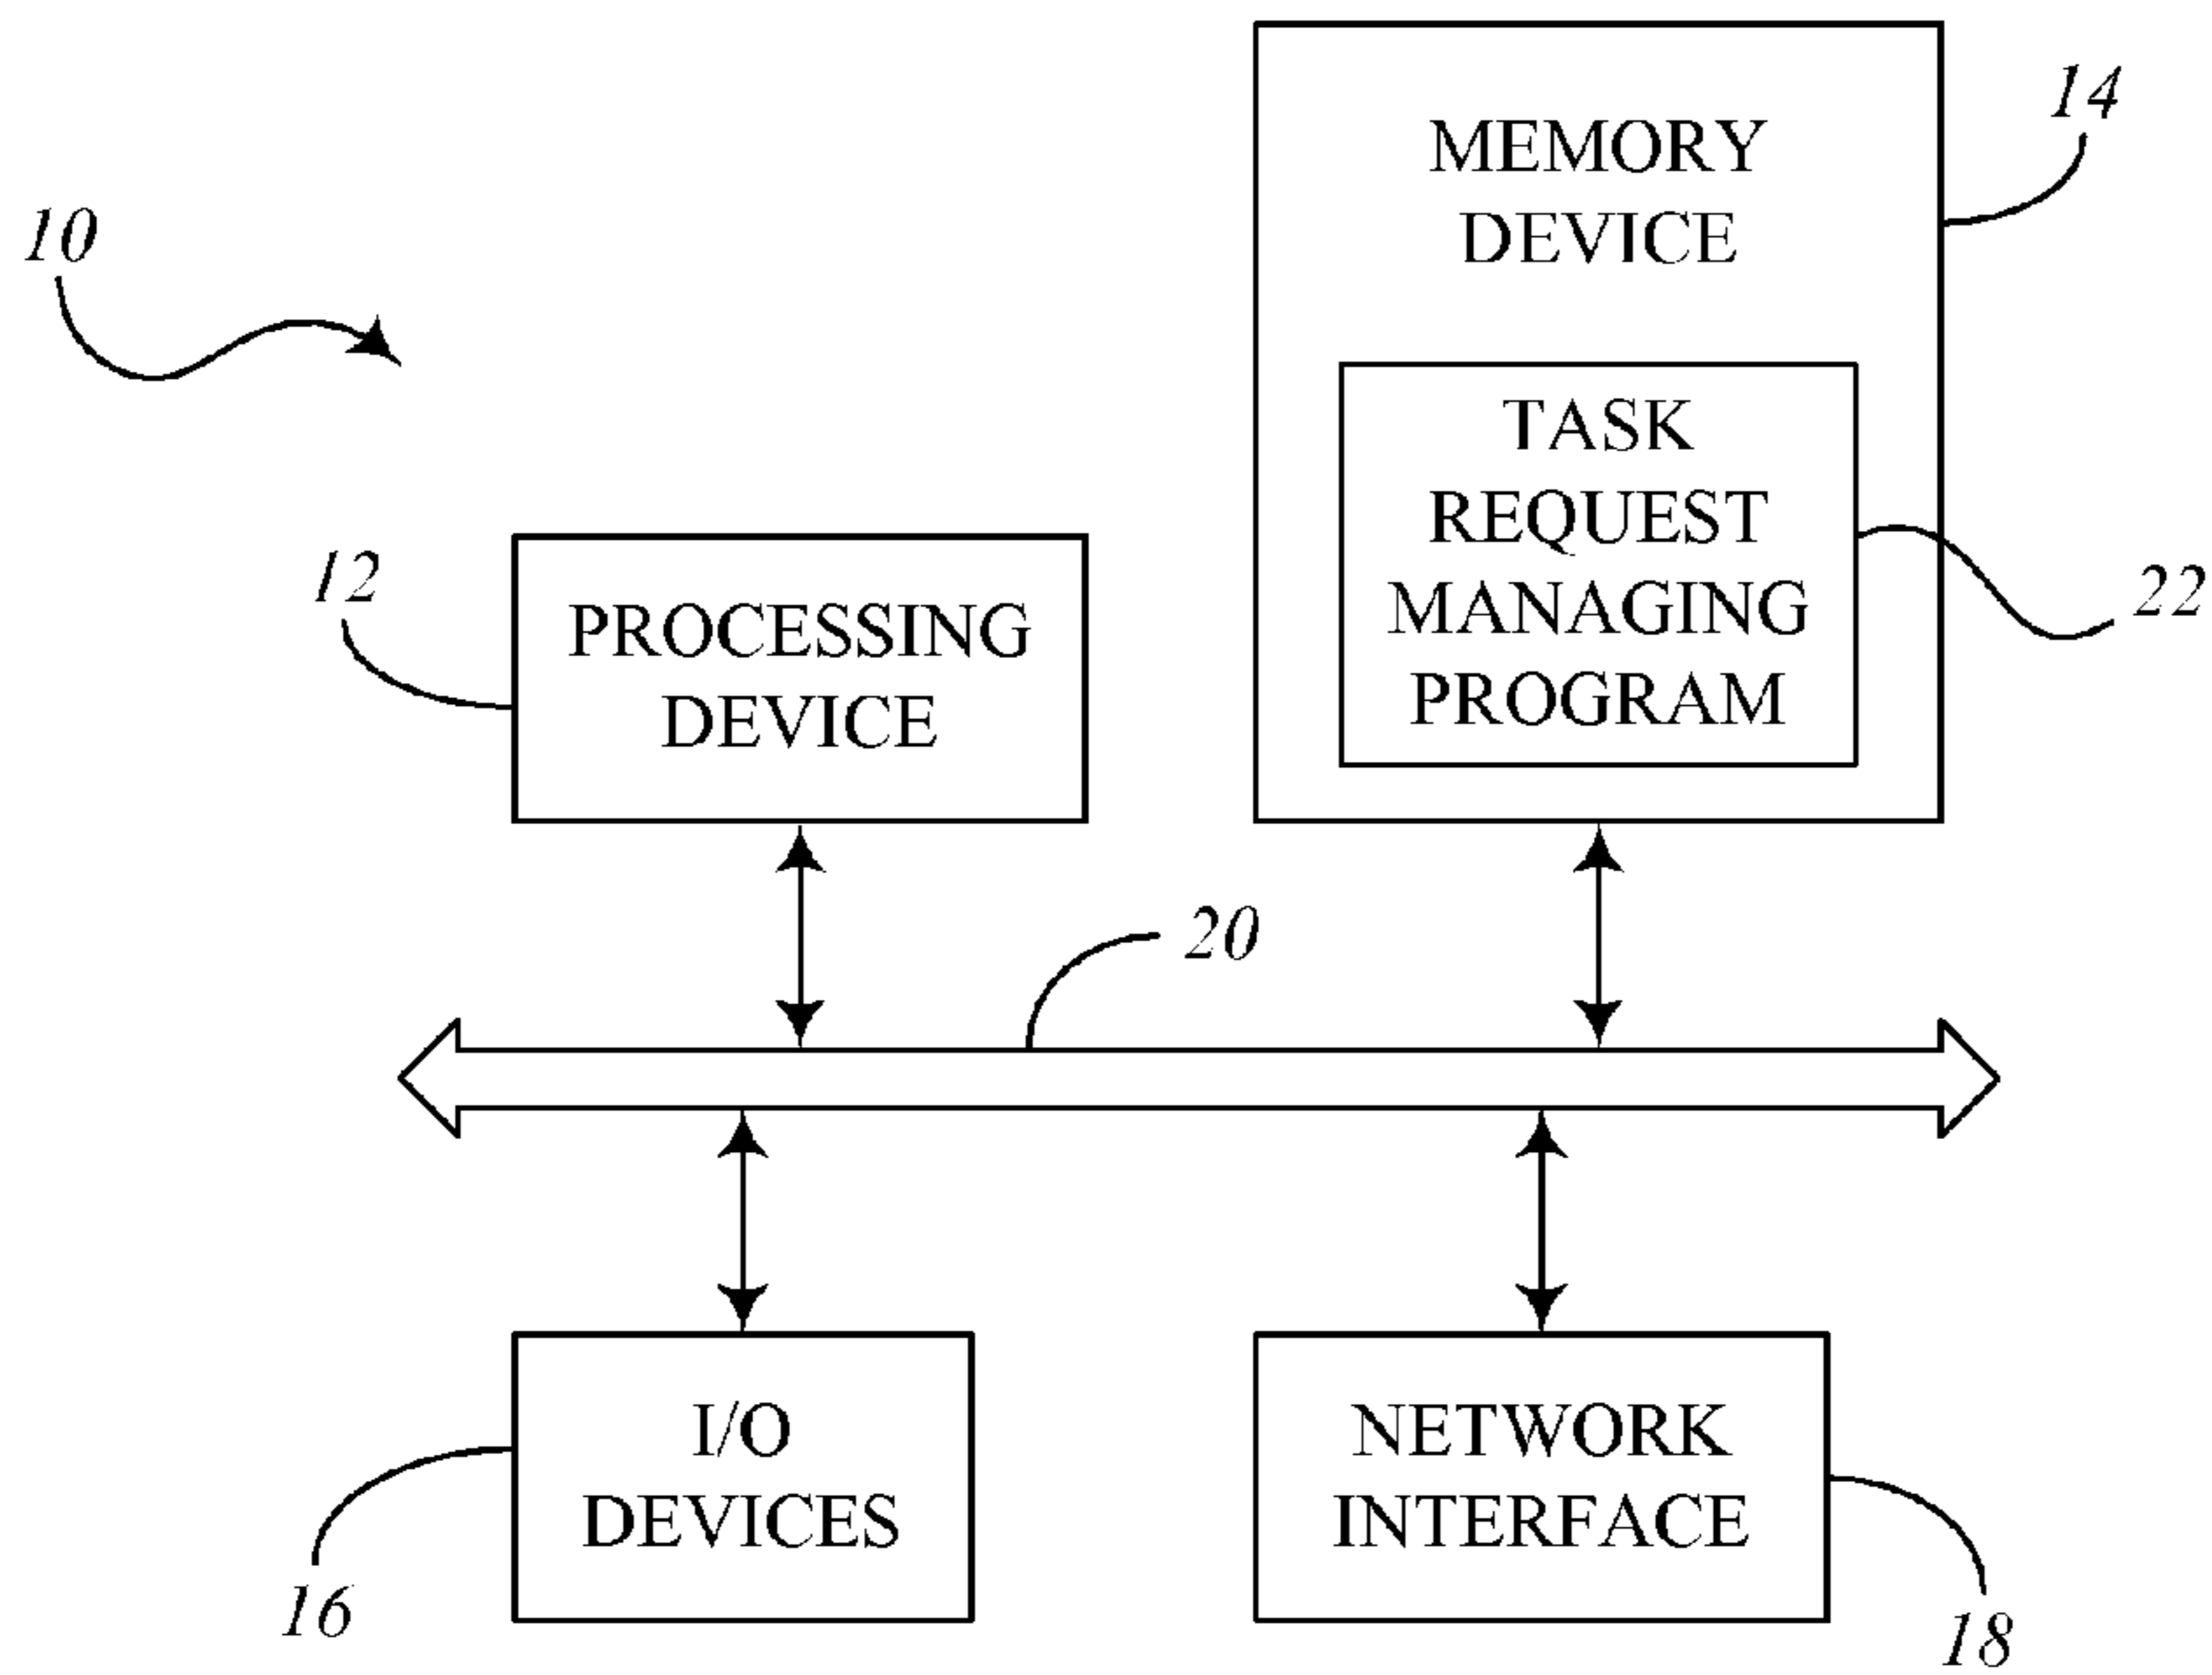 14
MEMORY
DEVICE
10
TASK
REQUEST
MANAGING
PROGRAM
22
12
PROCESSING
DEVICE
20
I/O
DEVICES
16
NETWORK
INTERFACE
18